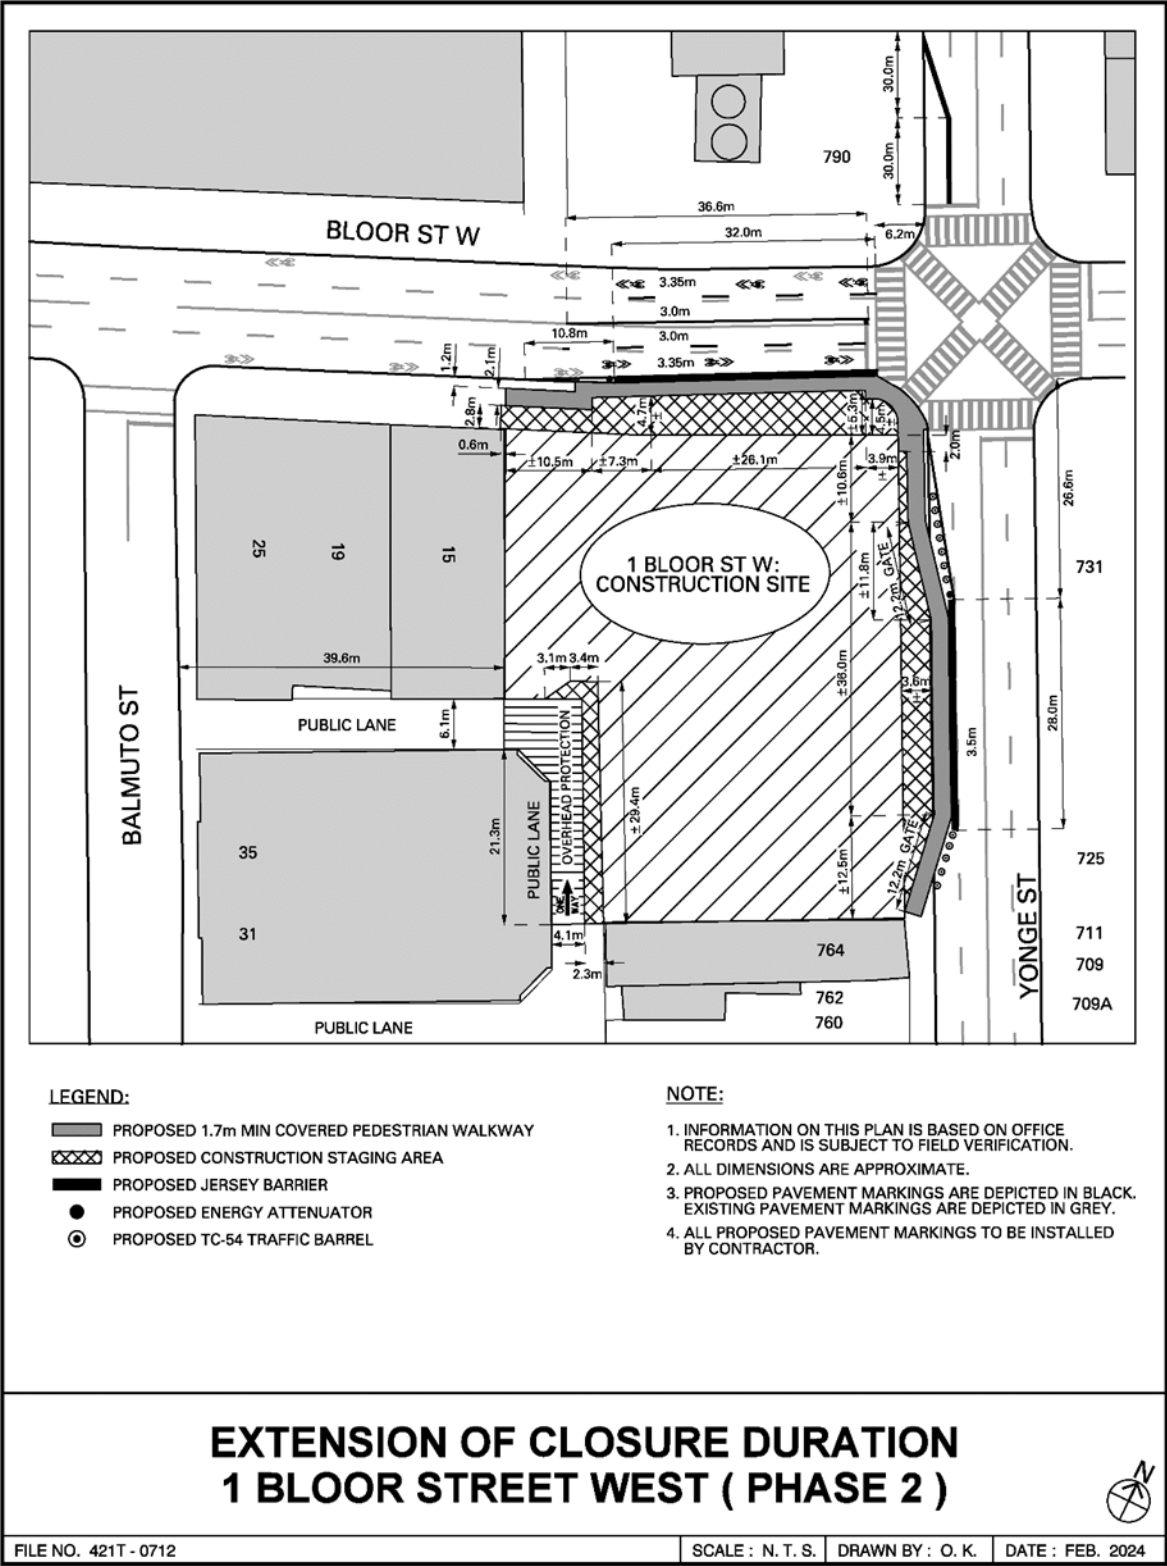 30.0m
30.0m
790
36.6m
32.0m
6.2m
BLOOR ST W
3.35m
3.0m
3.0m
3.35m
10.8m
1.2m
2.1m
2.8m
0.6m
4.7m
±5.3m
4.5m
2.0m
±10.5m
±7.3m
±26.1m
3.9m
±10.6m
26.6m
25
19
15
1 BLOOR ST W:
CONSTRUCTION SITE
±11.8m
12.2m GATE
731
39.6m
3.1m
3.4m
±36.0m
3.6m
28.0m
3.5m
BALMUTO ST
PUBLIC LANE
6.1m
OVERHEAD PROTECTION
PUBLIC LANE
±29.4m
21.3m
±12.5m
12.2m GATE
35
31
ONE
WAY
4.1m
2.3m
764
762
760
YONGE ST
725
711
709
709A
PUBLIC LANE
LEGEND:
PROPOSED 1.7m MIN COVERED PEDESTRIAN WALKWAY
PROPOSED CONSTRUCTION STAGING AREA
PROPOSED JERSEY BARRIER
PROPOSED ENERGY ATTENUATOR
PROPOSED TC-54 TRAFFIC BARREL
NOTE:
1. INFORMATION ON THIS PLAN IS BASED ON OFFICE
RECORDS AND IS SUBJECT TO FIELD VERIFICATION.
2. ALL DIMENSIONS ARE APPROXIMATE.
3. PROPOSED PAVEMENT MARKINGS ARE DEPICTED IN BLACK.
EXISTING PAVEMENT MARKINGS ARE DEPICTED IN GREY.
4. ALL PROPOSED PAVEMENT MARKINGS TO BE INSTALLED
BY CONTRACTOR.
EXTENSION OF CLOSURE DURATION
1 BLOOR STREET WEST ( PHASE 2 )
N
FILE NO. 421T - 0712
SCALE : N. T. S.
DRAWN BY : O. K.
DATE : FEB. 2024